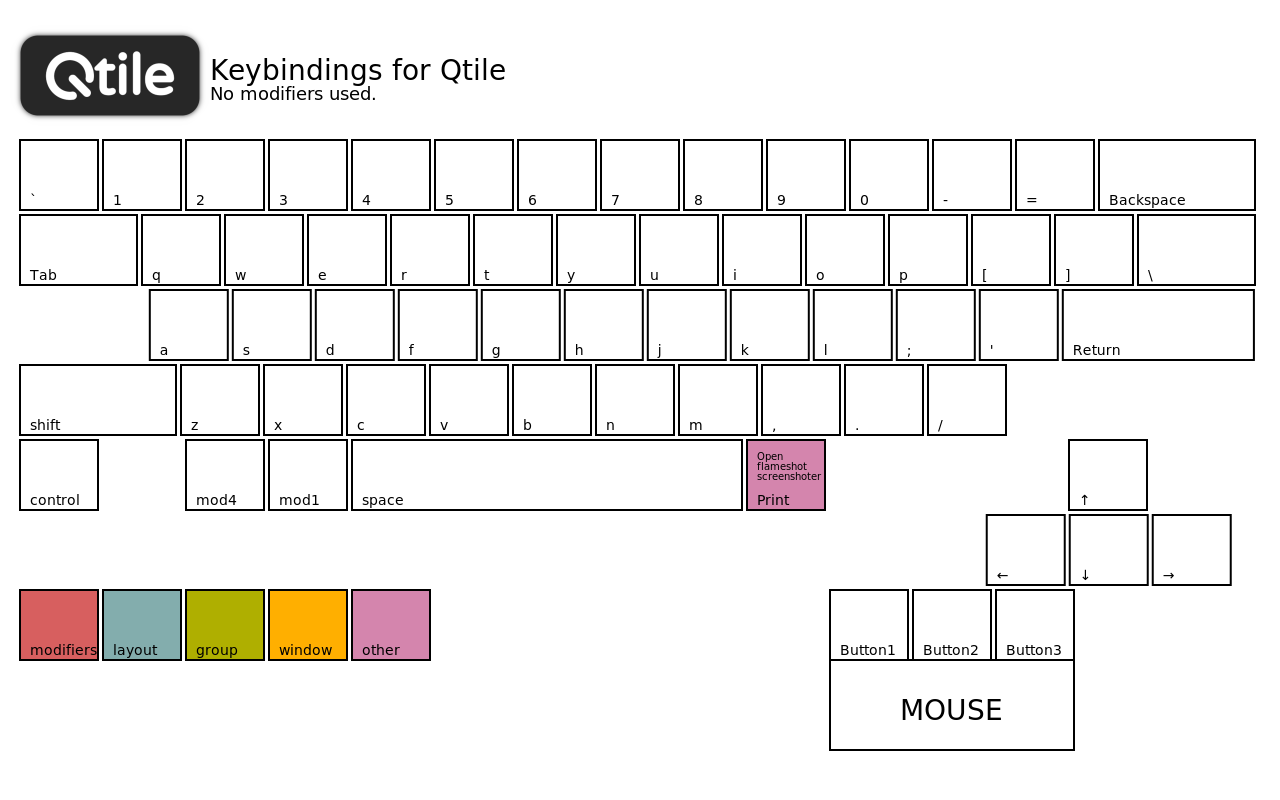 Qtile
Keybindings for Qtile
No modifiers used.
` 1 2 3 4 5 6 7 8 9 0 - = Backspace
Tab q w e r t y u i o p [ ] \
a s d f g h j k l ; ' Return
shift z x c v b n m , . /
Open
flameshot
screenshoter
control mod4 mod1 space Print ↑
← ↓ →
modifiers layout group window other Button1 Button2 Button3
MOUSE